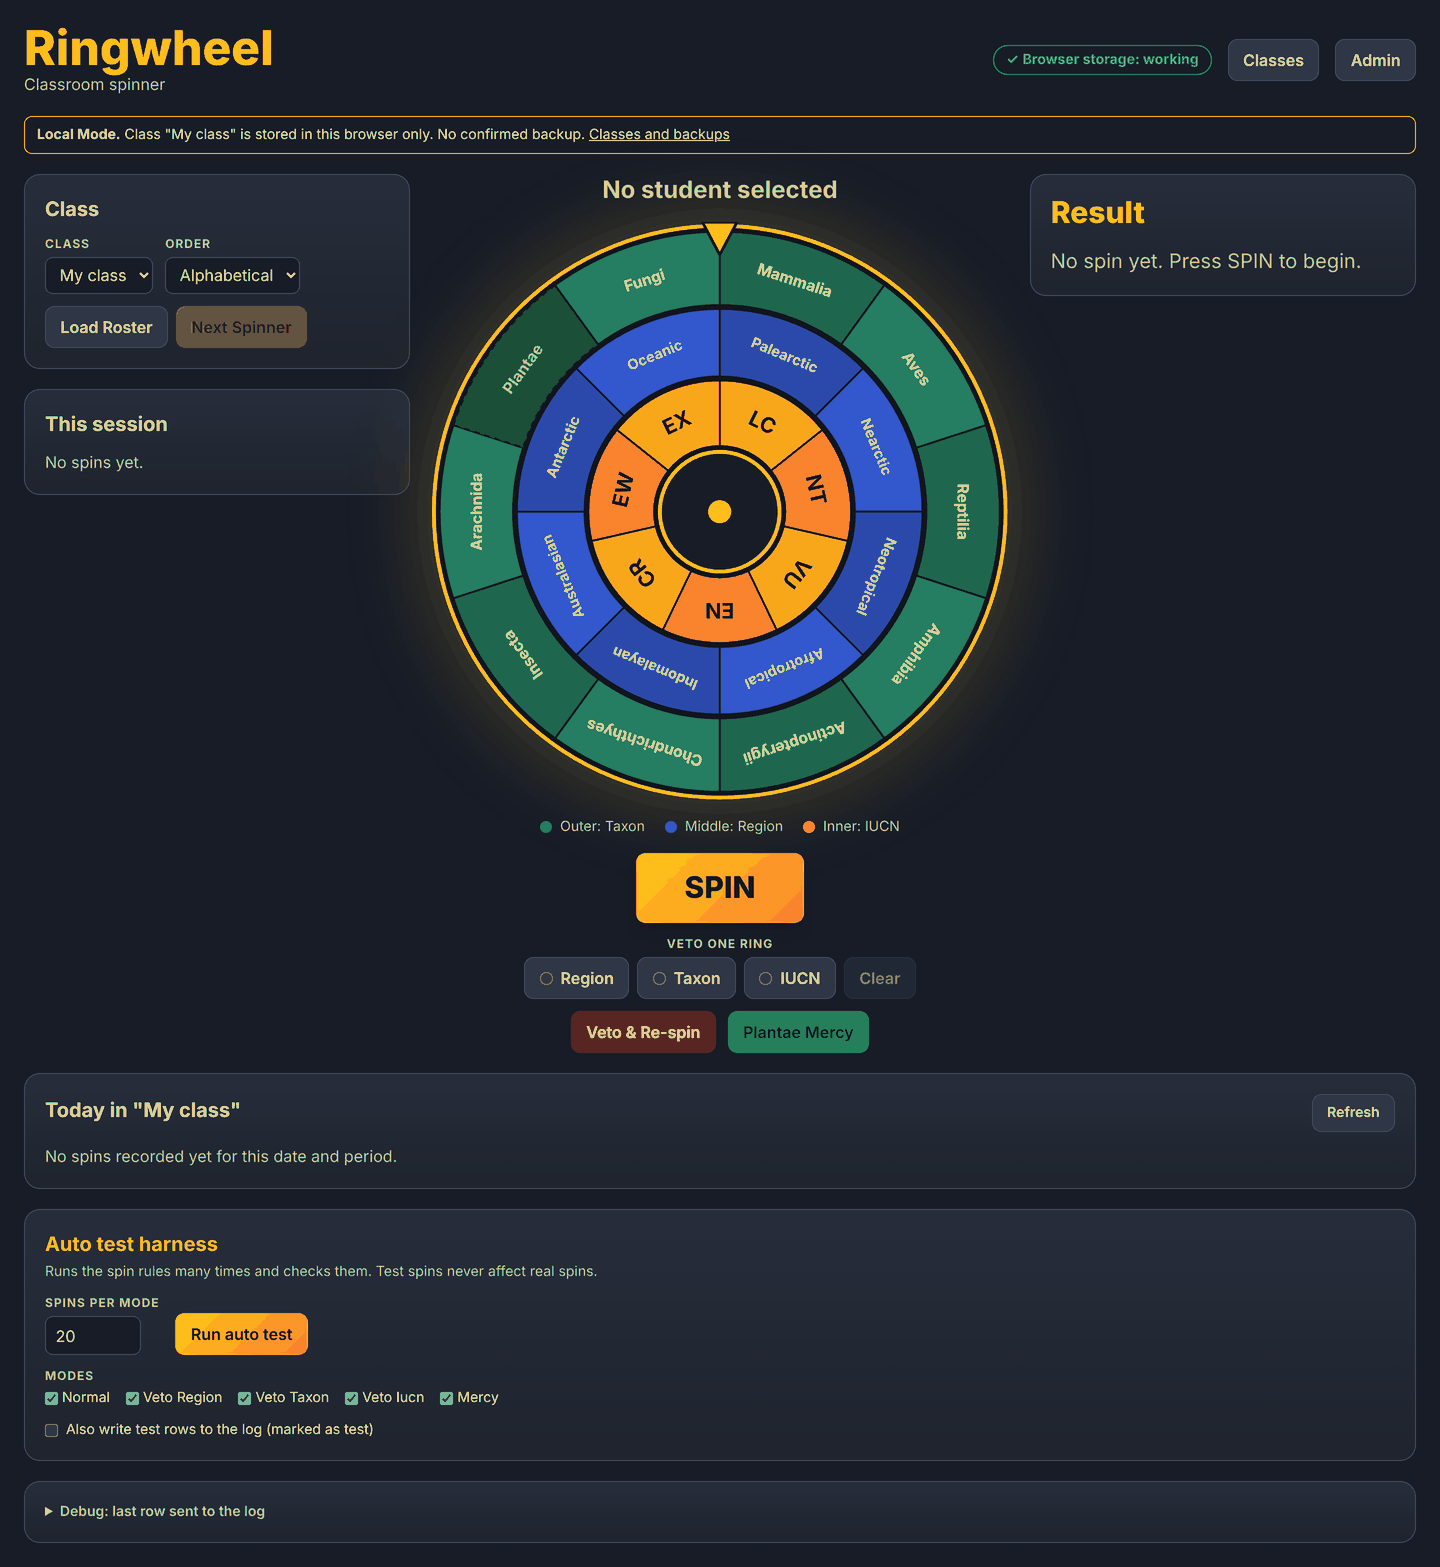 Ringwheel
Classroom spinner
✓ Browser storage: working
Classes
Admin
Local Mode. Class "My class" is stored in this browser only. No confirmed backup. Classes and backups
Class
CLASS
ORDER
My class
Alphabetical
Load Roster
Next Spinner
This session
No spins yet.
No student selected
Mammalia
Aves
Reptilia
Amphibia
Actinopterygii
Chondrichthyes
Insecta
Arachnida
Plantae
Fungi
Palearctic
Nearctic
Neotropical
Afrotropical
Indomalayan
Australasian
Antarctic
Oceanic
LC
NT
VU
EN
CR
EW
EX
Outer: Taxon
Middle: Region
Inner: IUCN
SPIN
VETO ONE RING
Region
Taxon
IUCN
Clear
Veto & Re-spin
Plantae Mercy
Result
No spin yet. Press SPIN to begin.
Today in "My class"
Refresh
No spins recorded yet for this date and period.
Auto test harness
Runs the spin rules many times and checks them. Test spins never affect real spins.
SPINS PER MODE
20
Run auto test
MODES
Normal
Veto Region
Veto Taxon
Veto Iucn
Mercy
Also write test rows to the log (marked as test)
Debug: last row sent to the log